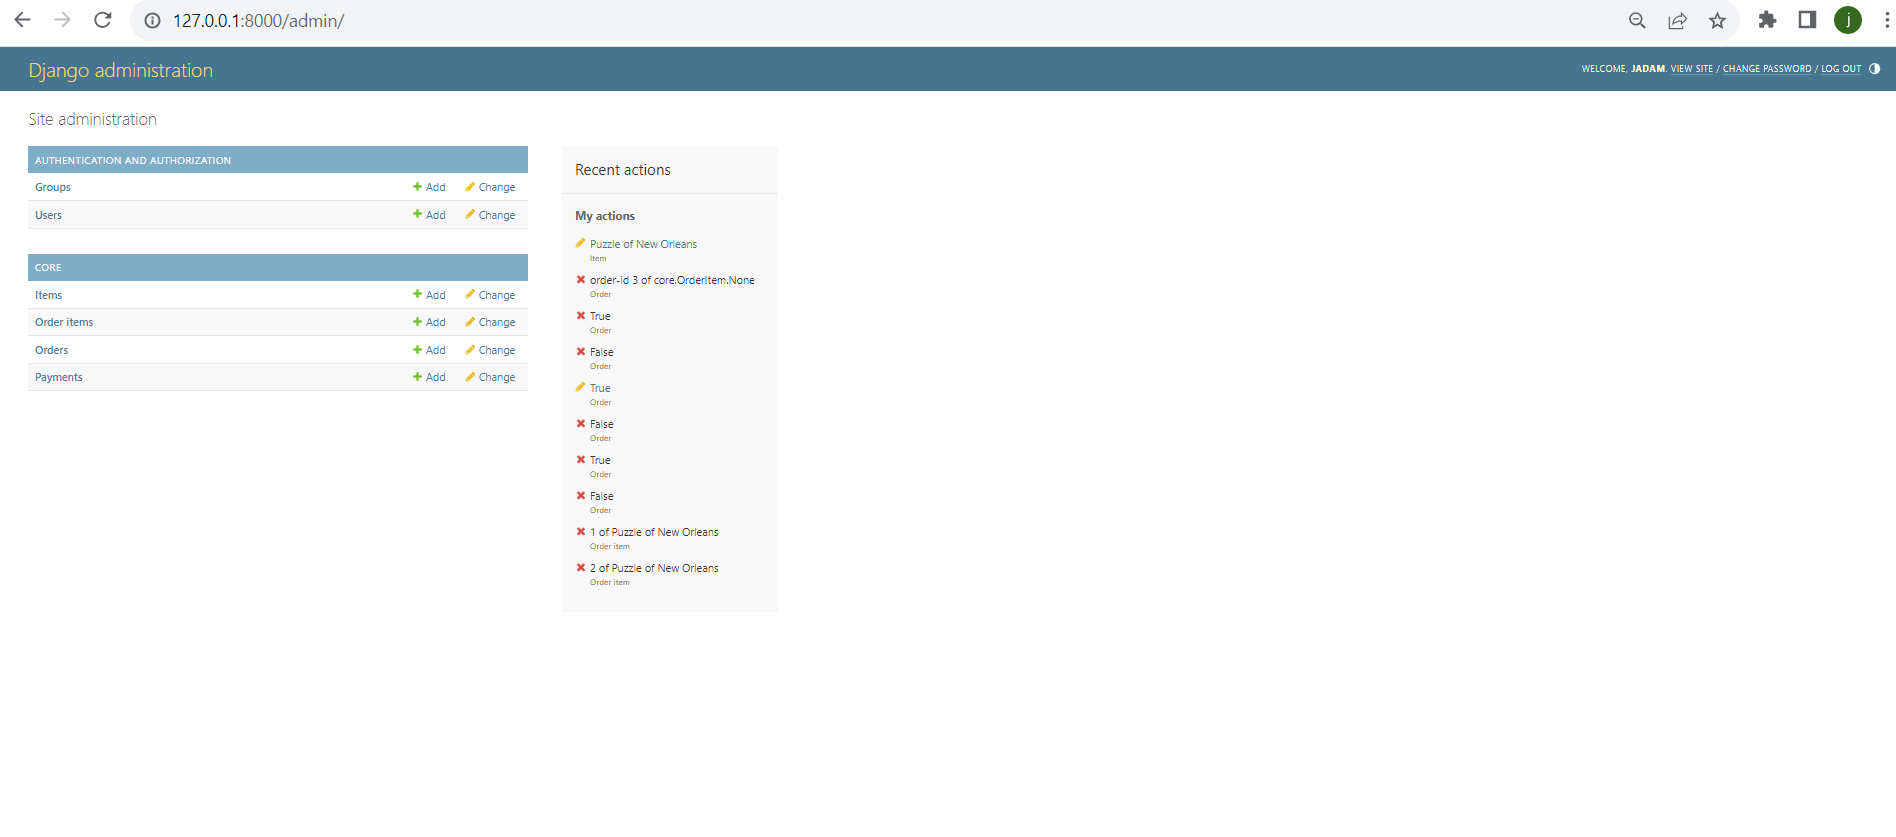 127.0.0.1:8000/admin/
j
Django administration
WELCOME, JADAM. VIEW SITE / CHANGE PASSWORD / LOG OUT
Site administration
AUTHENTICATION AND AUTHORIZATION
Groups Add Change
Users Add Change
CORE
Items Add Change
Order items Add Change
Orders Add Change
Payments Add Change
Recent actions
My actions
Puzzle of New Orleans
Item
order-id 3 of core.OrderItem.None
Order
True
Order
False
Order
True
Order
False
Order
True
Order
False
Order
1 of Puzzle of New Orleans
Order item
2 of Puzzle of New Orleans
Order item